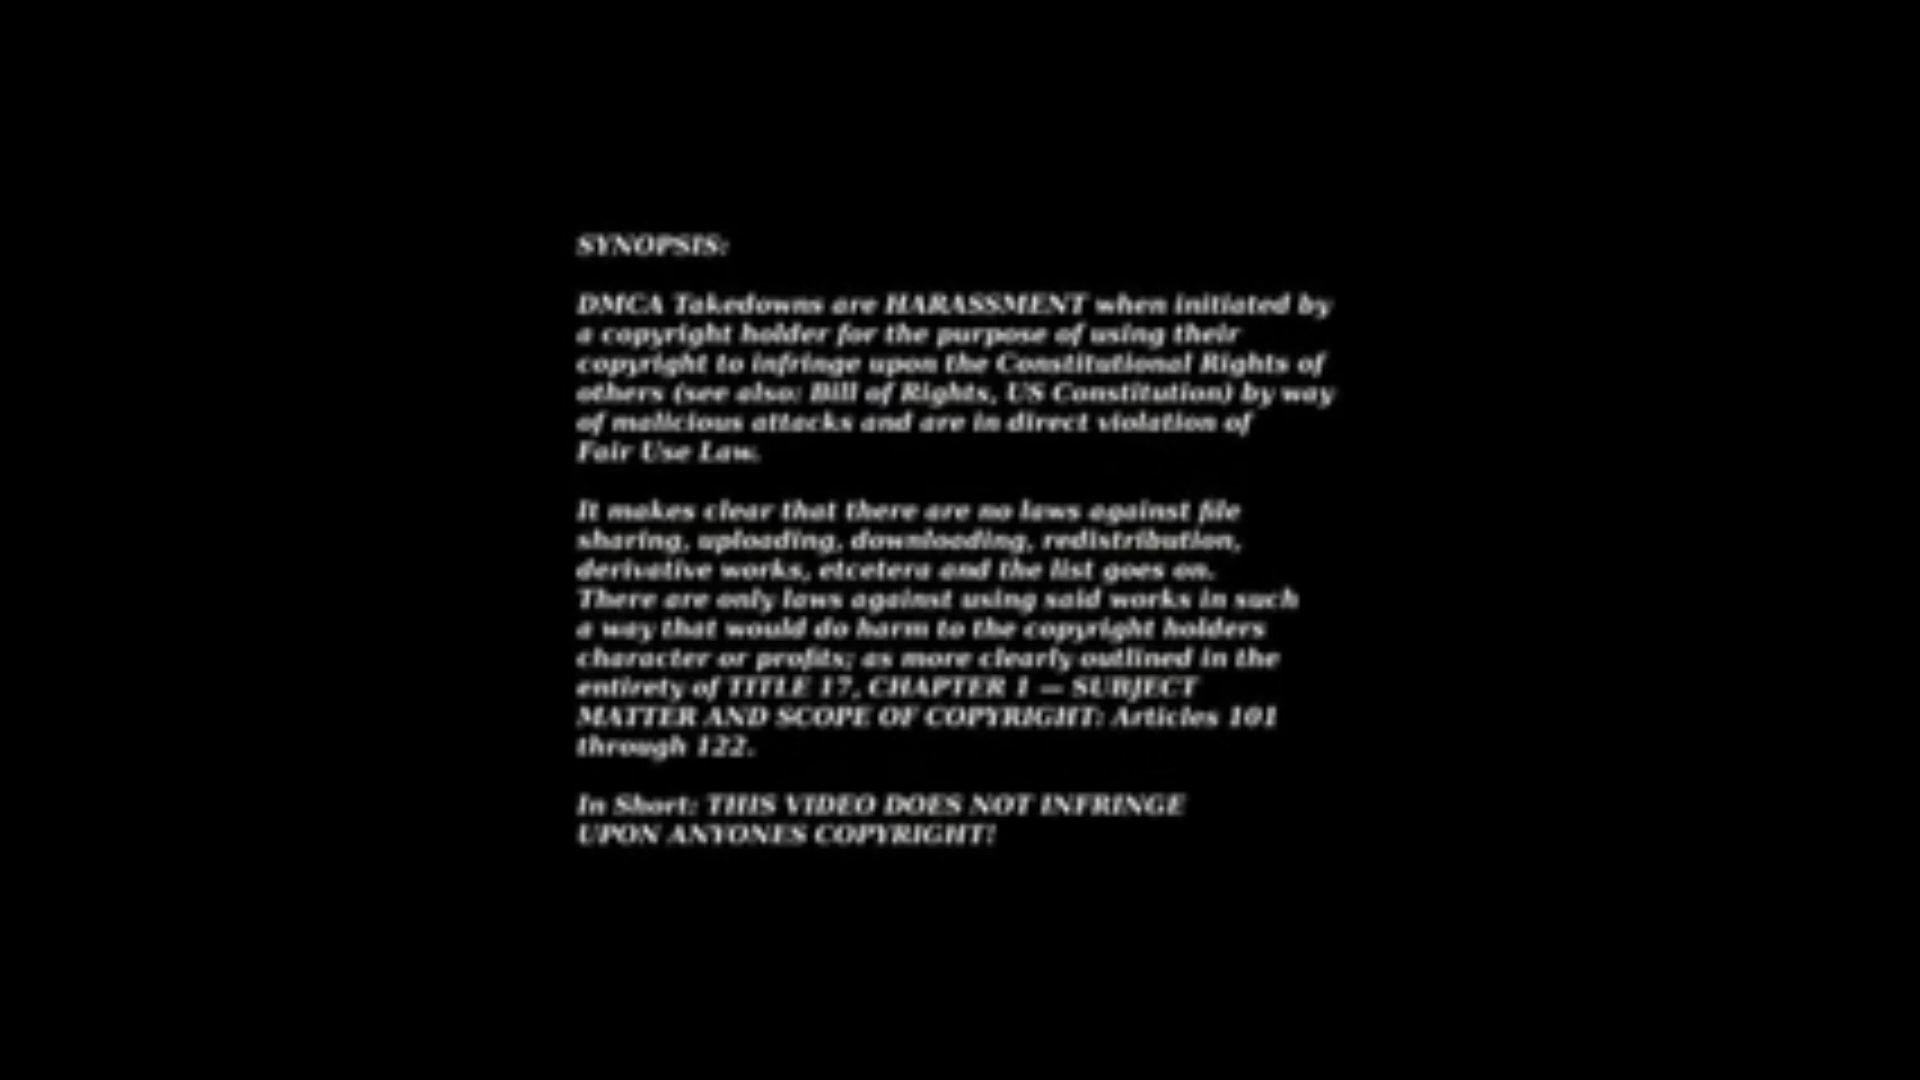 SYNOPSIS:
DMCA Takedowns are HARASSMENT when initiated by
a copyright holder for the purpose of using their
copyright to infringe upon the Constitutional Rights of
others (see also: Bill of Rights, US Constitution) by way
of malicious attacks and are in direct violation of
Fair Use Law.
It makes clear that there are no laws against file
sharing, uploading, downloading, redistribution,
derivative works, etcetera and the list goes on.
There are only laws against using said works in such
a way that would do harm to the copyright holders
character or profits; as more clearly outlined in the
entirety of TITLE 17, CHAPTER 1 — SUBJECT
MATTER AND SCOPE OF COPYRIGHT: Articles 101
through 122.
In Short: THIS VIDEO DOES NOT INFRINGE
UPON ANYONES COPYRIGHT!